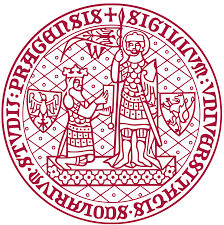 + SIGILLVM · VNIVERSITATIS · SCOLARIVM · STVDII · PRAGENSIS
W